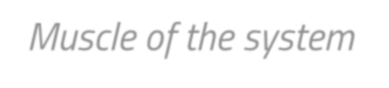 Muscle of the system